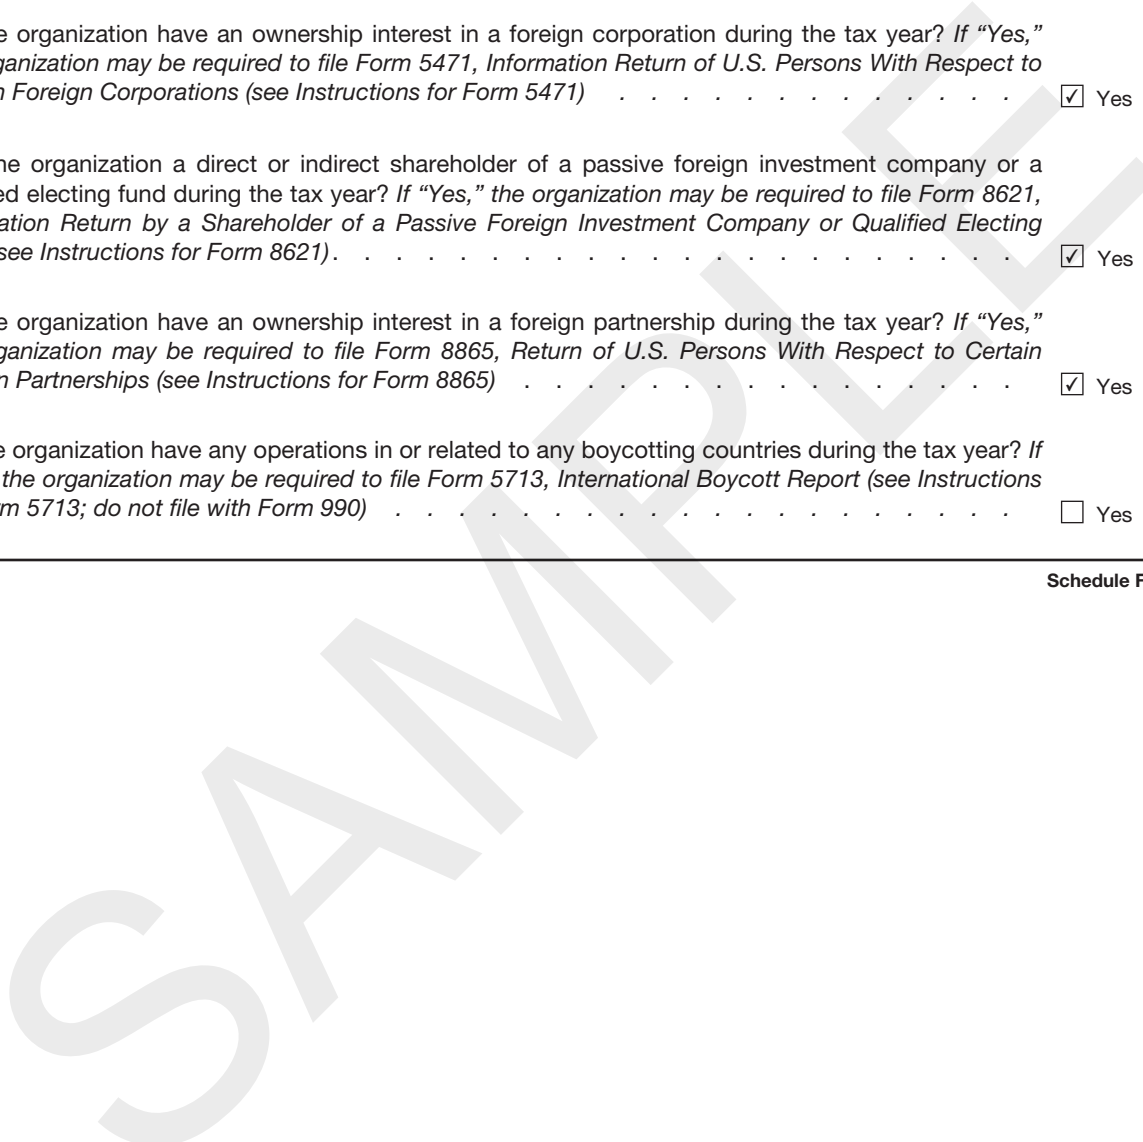 e organization have an ownership interest in a foreign corporation during the tax year? If “Yes,”
ganization may be required to file Form 5471, Information Return of U.S. Persons With Respect to
n Foreign Corporations (see Instructions for Form 5471) . . . . . . . . . . . . . ☑ Yes
he organization a direct or indirect shareholder of a passive foreign investment company or a
ed electing fund during the tax year? If “Yes,” the organization may be required to file Form 8621,
ation Return by a Shareholder of a Passive Foreign Investment Company or Qualified Electing
see Instructions for Form 8621) . . . . . . . . . . . . . . . . . . . . . . ☑ Yes
e organization have an ownership interest in a foreign partnership during the tax year? If “Yes,”
ganization may be required to file Form 8865, Return of U.S. Persons With Respect to Certain
n Partnerships (see Instructions for Form 8865) . . . . . . . . . . . . . . . . ☑ Yes
e organization have any operations in or related to any boycotting countries during the tax year? If
the organization may be required to file Form 5713, International Boycott Report (see Instructions
rm 5713; do not file with Form 990) . . . . . . . . . . . . . . . . . . . . ☐ Yes
Schedule F
SAMPLE